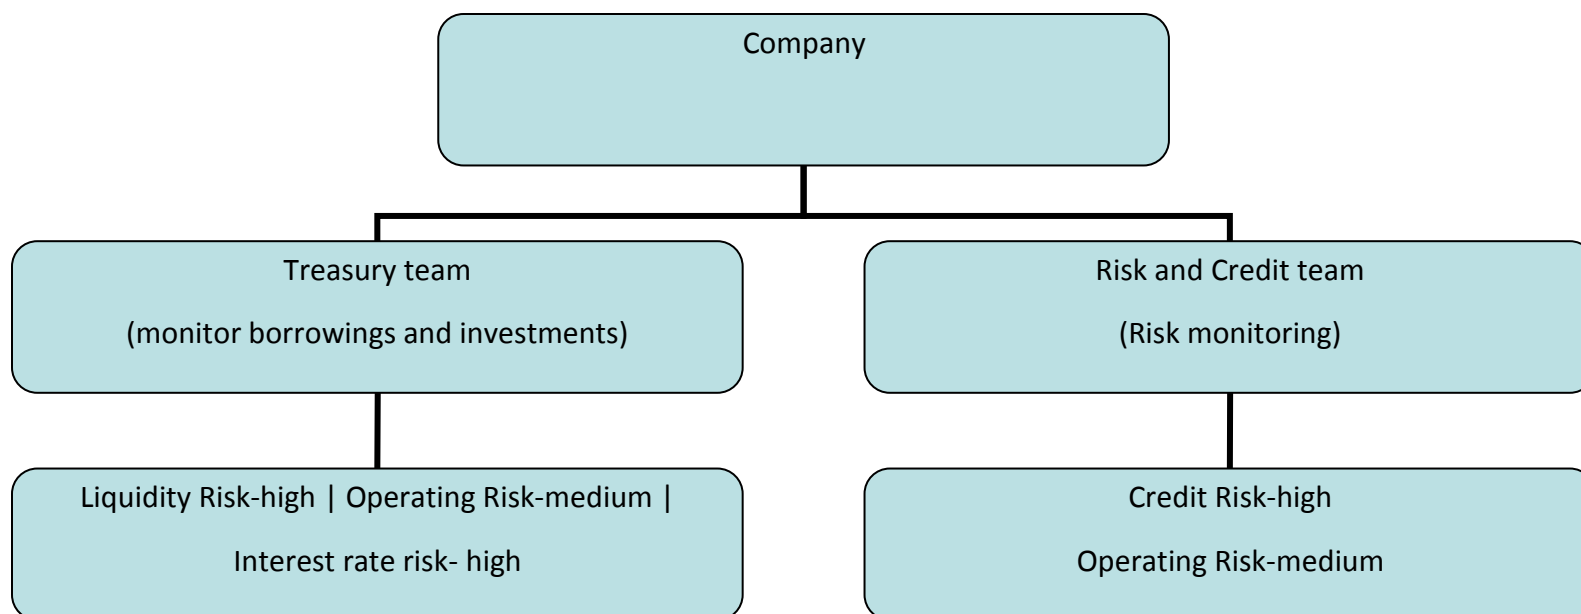 Company
Treasury team
(monitor borrowings and investments)
Risk and Credit team
(Risk monitoring)
Liquidity Risk-high | Operating Risk-medium |
Interest rate risk- high
Credit Risk-high
Operating Risk-medium